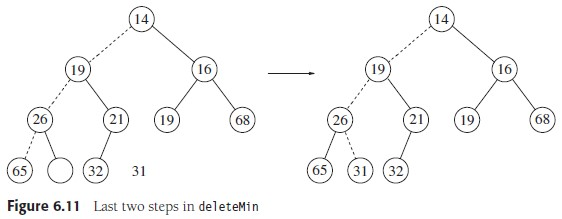 14 14
19 16 19 16
26 21 19 68 26 21 19 68
65 32 31 65 31 32
Figure 6.11 Last two steps in deleteMin